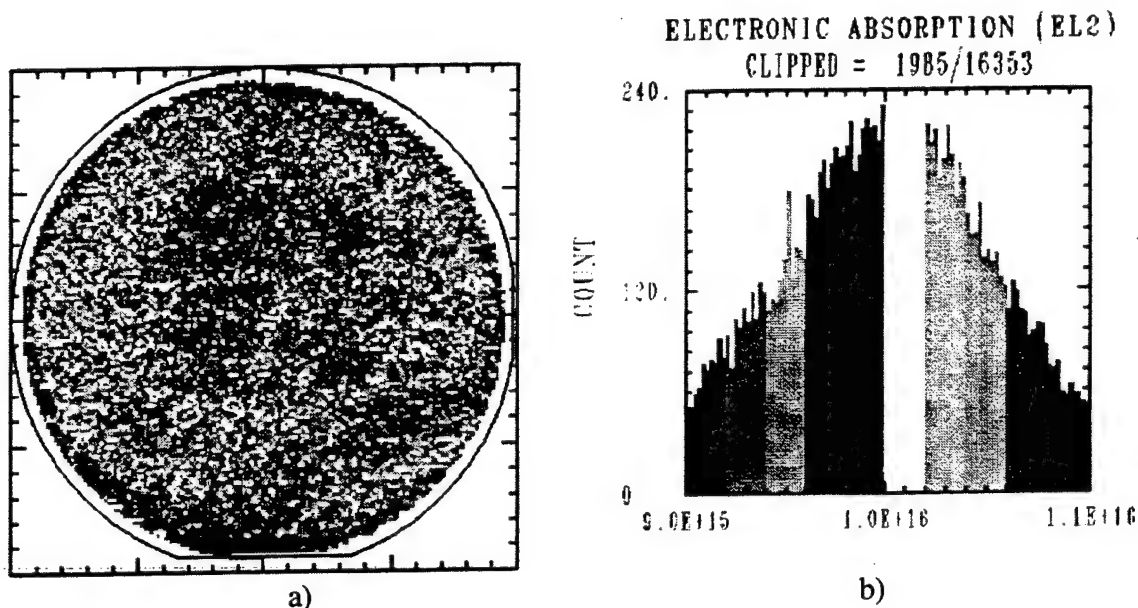 ELECTRONIC ABSORPTION (EL2)
CLIPPED = 1985/16353
240.
COUNT
120.
0
9.0E+15 1.0E+16 1.1E+16
a) b)